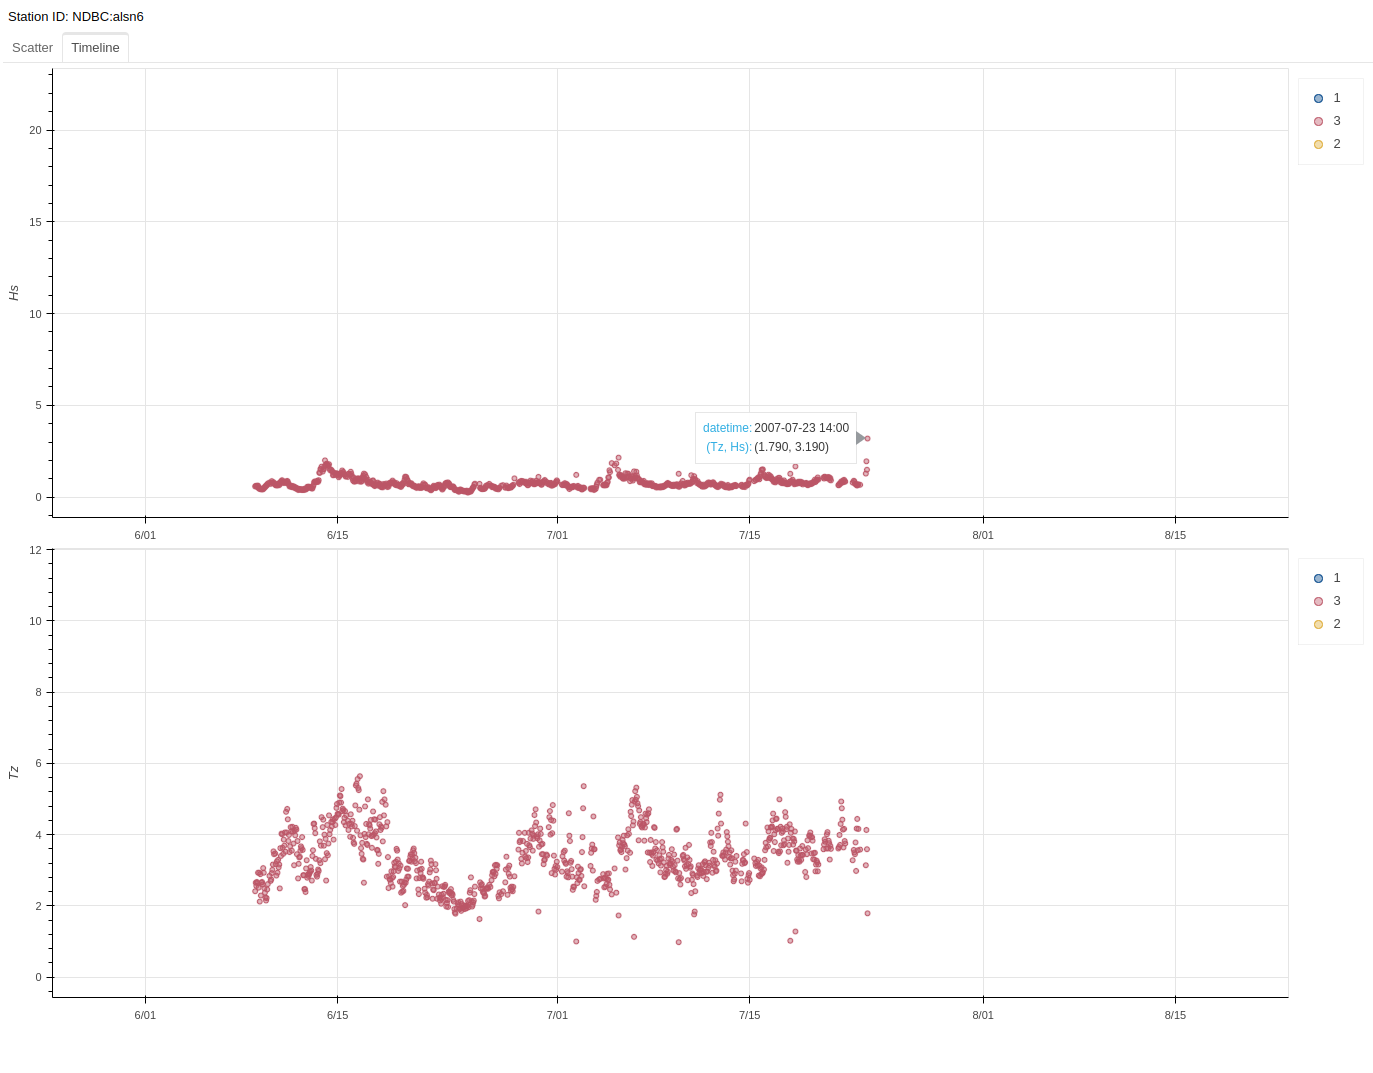 Station ID: NDBC:alsn6
Scatter Timeline
20
15
10
5
0
Hs
datetime: 2007-07-23 14:00
(Tz, Hs): (1.790, 3.190)
6/01 6/15 7/01 7/15 8/01 8/15
1
3
2
12
10
8
6
4
2
0
Tz
6/01 6/15 7/01 7/15 8/01 8/15
1
3
2